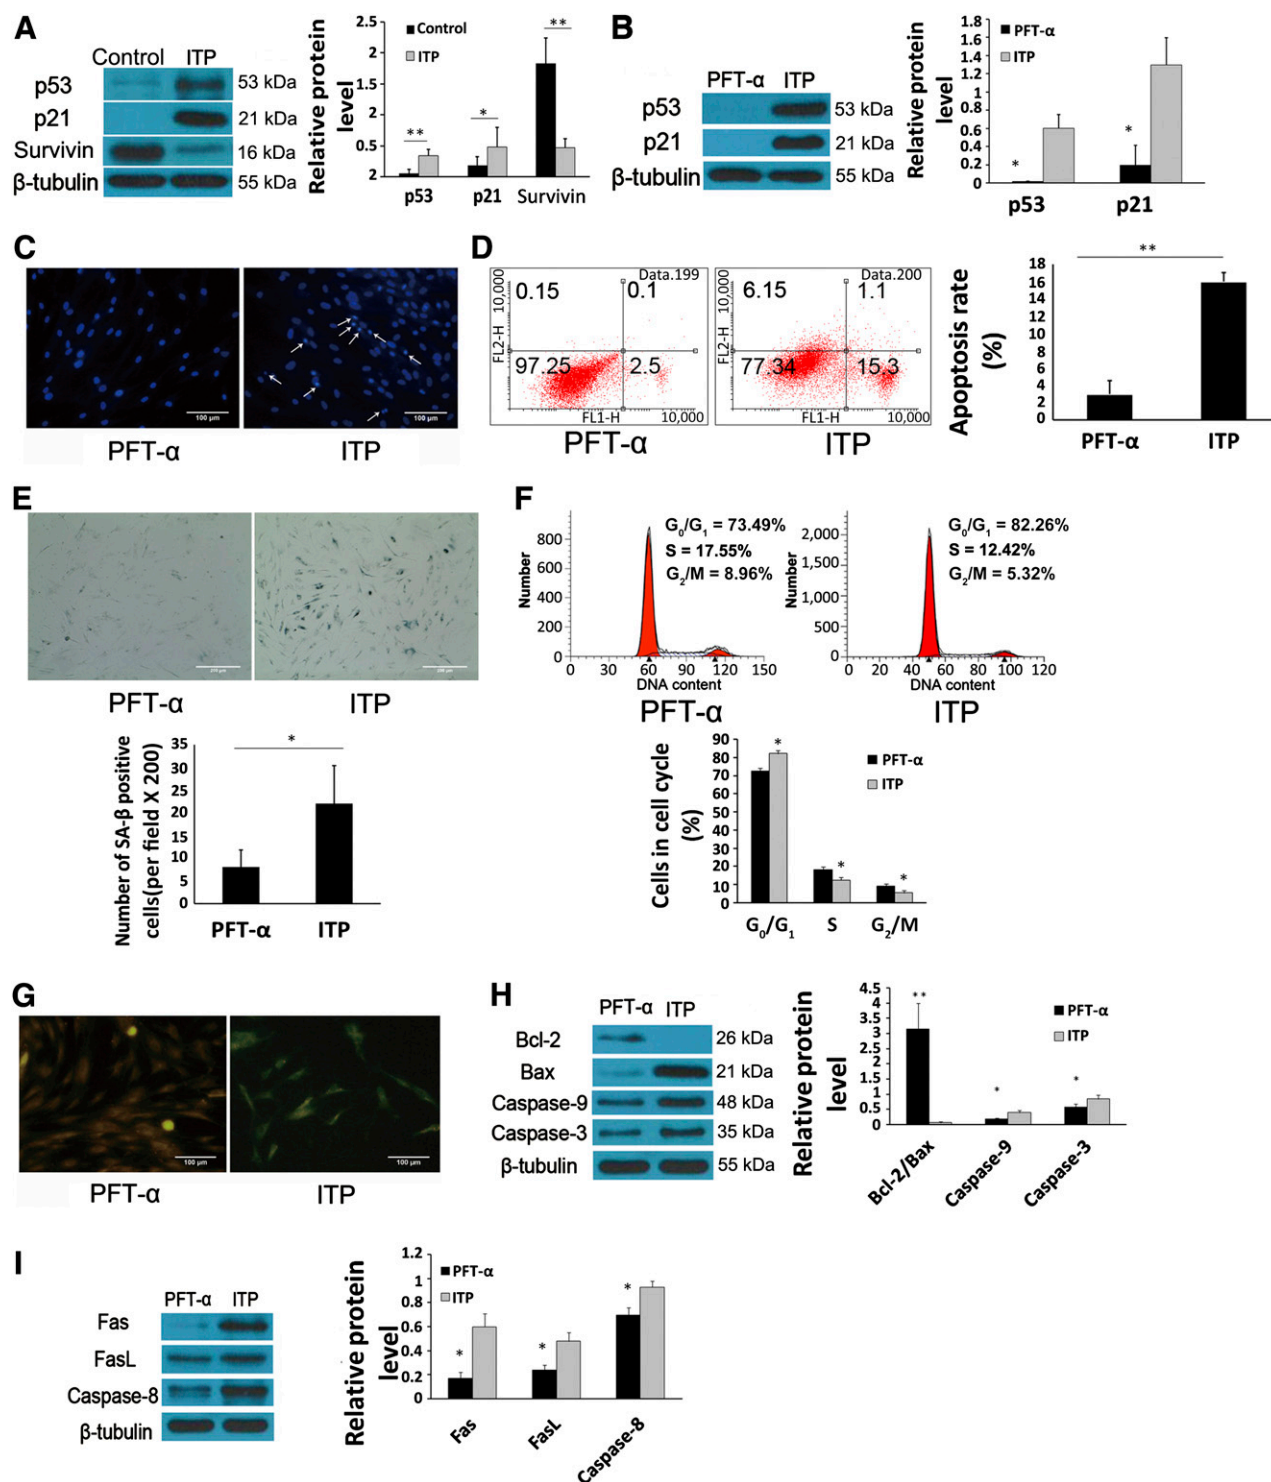 A
Control ITP
p53 53 kDa
p21 21 kDa
Survivin 16 kDa
β-tubulin 55 kDa
Relative protein level
2.5
2
1.5
2
0.5
2
Control
ITP
**
*
**
p53 p21 Survivin
B
PFT-α ITP
p53 53 kDa
p21 21 kDa
β-tubulin 55 kDa
Relative protein level
1.8
1.6
1.4
1.2
1
0.8
0.6
0.4
0.2
0
PFT-α
ITP
*
*
p53 p21
C
100 µm
100 µm
PFT-α ITP
D
Data.199
0.15 0.1
97.25 2.5
FL2-H 10,000
FL1-H 10,000
PFT-α
Data.200
6.15 1.1
77.34 15.3
FL2-H 10,000
FL1-H 10,000
ITP
Apoptosis rate (%)
18
16
14
12
10
8
6
4
2
0
**
PFT-α ITP
E
PFT-α ITP
Number of SA-β positive
cells(per field X 200)
35
30
25
20
15
10
5
0
*
PFT-α ITP
F
G0/G1 = 73.49%
S = 17.55%
G2/M = 8.96%
Number
800
600
400
200
0
0 30 60 90 120 150
DNA content
PFT-α
G0/G1 = 82.26%
S = 12.42%
G2/M = 5.32%
Number
2,000
1,500
1,000
500
0
0 20 40 60 80 100 120
DNA content
ITP
Cells in cell cycle (%)
90
80
70
60
50
40
30
20
10
0
PFT-α
ITP
*
*
*
G0/G1 S G2/M
G
100 µm
100 µm
PFT-α ITP
H
PFT-α ITP
Bcl-2 26 kDa
Bax 21 kDa
Caspase-9 48 kDa
Caspase-3 35 kDa
β-tubulin 55 kDa
Relative protein level
4.5
4
3.5
3
2.5
2
1.5
1
0.5
0
PFT-α
ITP
**
*
*
Bcl-2/Bax Caspase-9 Caspase-3
I
PFT-α ITP
Fas
FasL
Caspase-8
β-tubulin
Relative protein level
1.2
1
0.8
0.6
0.4
0.2
0
PFT-α
ITP
*
*
*
Fas FasL Caspase-8